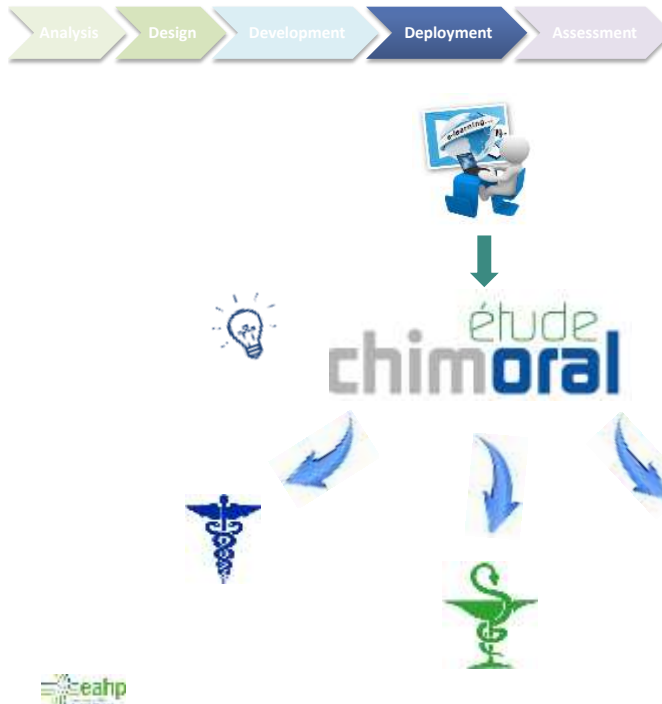 Analysis
Design
Development
Deployment
Assessment
e-learning...
étude
chimoral
eahp